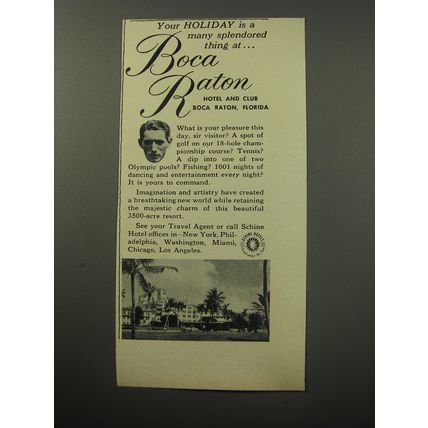 Your HOLIDAY is a
many splendored
thing at...
Boca
Raton
HOTEL AND CLUB
BOCA RATON, FLORIDA
What is your pleasure this
day, sir visitor? A spot of
golf on our 18-hole cham-
pionship course? Tennis?
A dip into one of two
Olympic pools? Fishing? 1001 nights of
dancing and entertainment every night?
It is yours to command.
Imagination and artistry have created
a breathtaking new world while retaining
the majestic charm of this beautiful
3500-acre resort.
See your Travel Agent or call Schine
Hotel offices in—New York, Phil-
adelphia, Washington, Miami,
Chicago, Los Angeles.